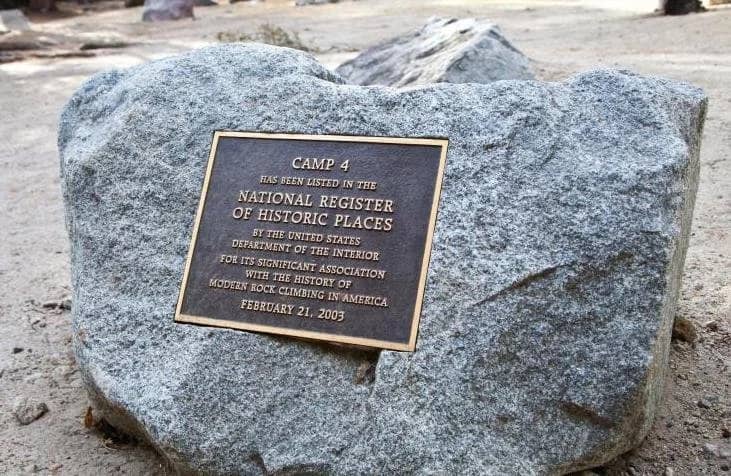 CAMP 4
HAS BEEN LISTED IN THE
NATIONAL REGISTER
OF HISTORIC PLACES
BY THE UNITED STATES
DEPARTMENT OF THE INTERIOR
FOR ITS SIGNIFICANT ASSOCIATION
WITH THE HISTORY OF
MODERN ROCK CLIMBING IN AMERICA
FEBRUARY 21, 2003